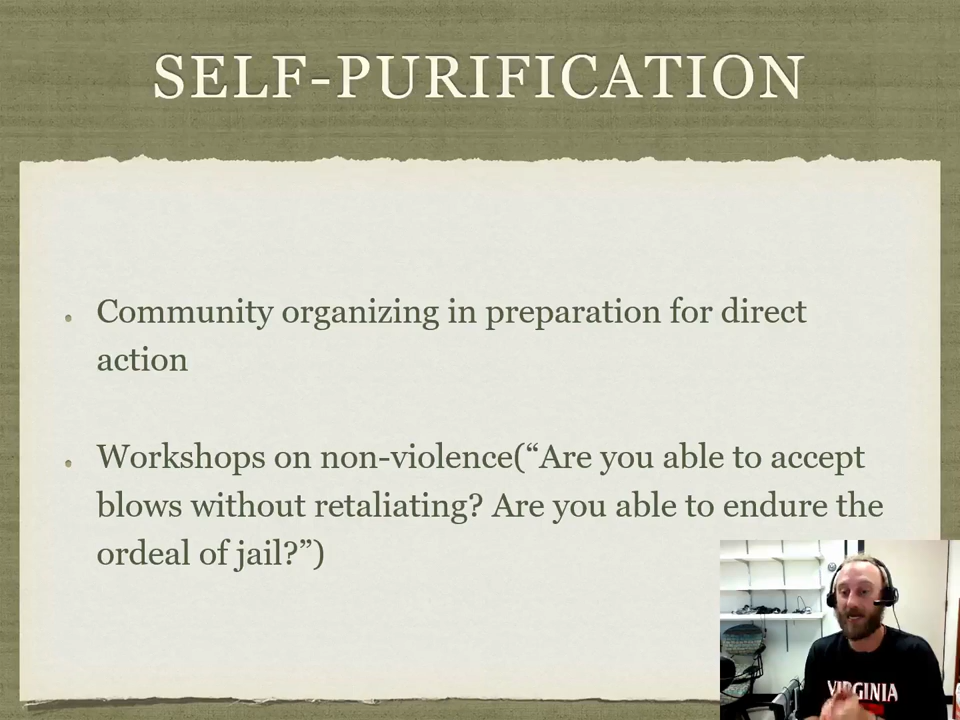 SELF-PURIFICATION
Community organizing in preparation for direct
action
Workshops on non-violence(“Are you able to accept
blows without retaliating? Are you able to endure the
ordeal of jail?”)
VIRGINIA